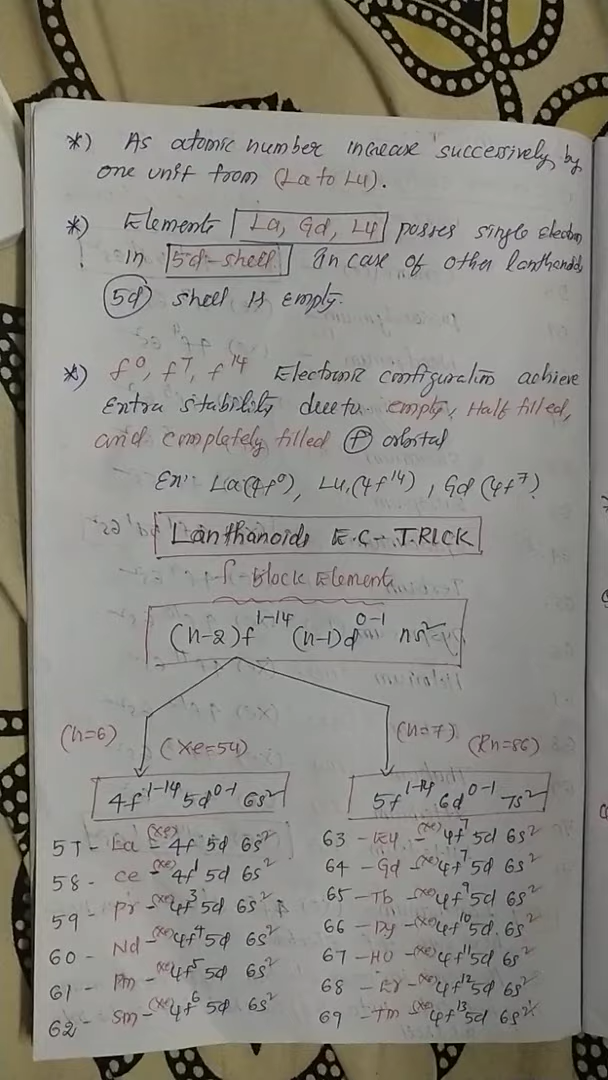 *) As atomic number increase successively by
one unit from (La to Lu).
*) Elements La, Gd, Lu posses single electron
in 5d-shell. In case of other lanthanoids
5d shell is empty.
*) f⁰, f⁷, f¹⁴ Electronic configuration achieve
Extra stability due to empty, Half filled,
and completely filled f orbital
Ex: La(4f⁰), Lu,(4f¹⁴), Gd (4f⁷)
Lanthanoids E.C - TRICK
f-Block Elements
(n-2)f¹⁻¹⁴ (n-1)d⁰⁻¹ ns²
(n=6) (Xe=54) (n=7) (Rn=86)
4f¹⁻¹⁴ 5d⁰⁻¹ 6s² 5f¹⁻¹⁴ 6d⁰⁻¹ 7s²
57 - La - (Xe) 4f 5d 6s² 63 - Eu - (Xe) 4f⁷ 5d 6s²
58 - Ce - (Xe) 4f¹ 5d 6s² 64 - Gd - (Xe) 4f⁷ 5d 6s²
59 - Pr - (Xe) 4f³ 5d 6s² 65 - Tb - (Xe) 4f⁹ 5d 6s²
60 - Nd - (Xe) 4f⁴ 5d 6s² 66 - Dy - (Xe) 4f¹⁰ 5d 6s²
61 - Pm - (Xe) 4f⁵ 5d 6s² 67 - Ho - (Xe) 4f¹¹ 5d 6s²
62 - Sm - (Xe) 4f⁶ 5d 6s² 68 - Er - (Xe) 4f¹² 5d 6s²
69 - Tm - (Xe) 4f¹³ 5d 6s²